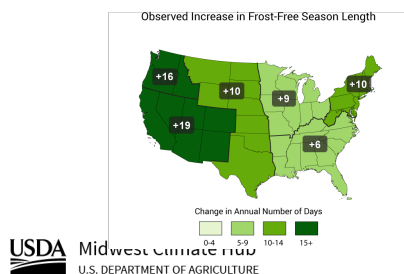 Observed Increase in Frost-Free Season Length
+16
+10
+10
+9
+19
+6
Change in Annual Number of Days
0-4 5-9 10-14 15+
USDA Midwest Climate Hub
U.S. DEPARTMENT OF AGRICULTURE